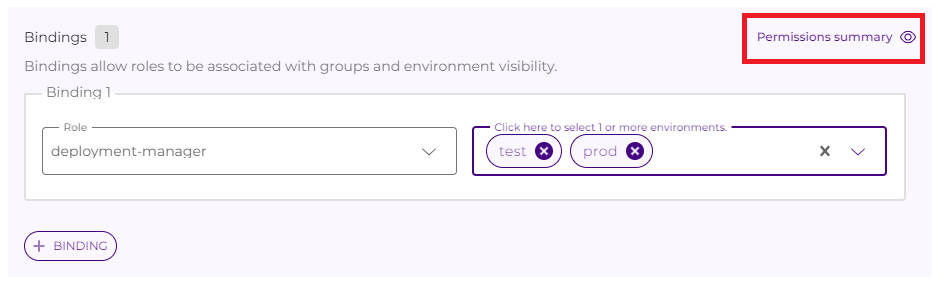 Bindings 1
Permissions summary
Bindings allow roles to be associated with groups and environment visibility.
Binding 1
Role
deployment-manager
Click here to select 1 or more environments.
test prod
BINDING